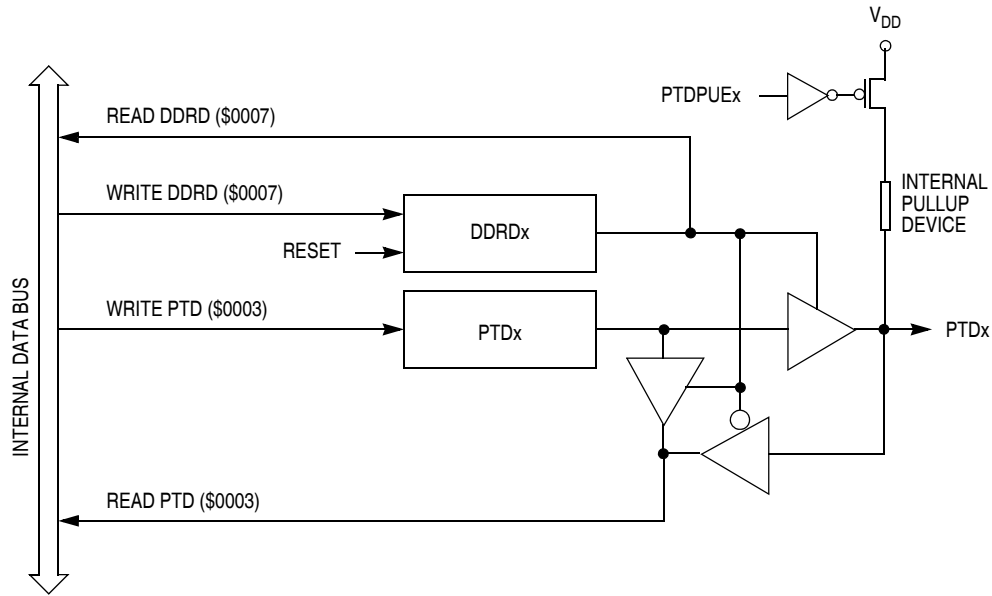 VDD
PTDPUEx
READ DDRD ($0007)
WRITE DDRD ($0007)
INTERNAL
PULLUP
DEVICE
DDRDx
RESET
WRITE PTD ($0003)
PTDx
PTDx
INTERNAL DATA BUS
READ PTD ($0003)